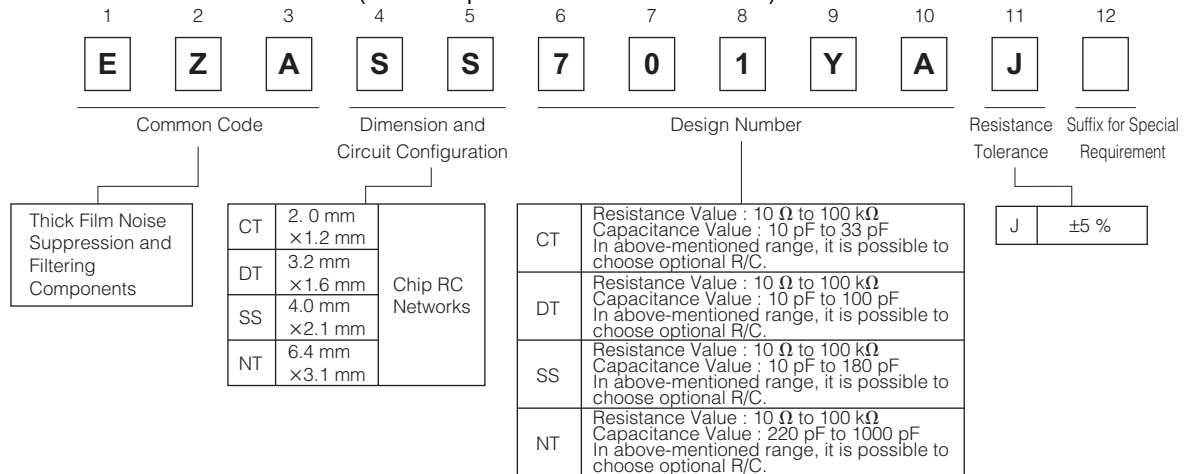 1 2 3 4 5 6 7 8 9 10 11 12
E Z A S S 7 0 1 Y A J
Common Code
Dimension and
Circuit Configuration
Design Number
Resistance
Tolerance
Suffix for Special
Requirement
Thick Film Noise
Suppression and
Filtering
Components
CT
2. 0 mm
×1.2 mm
DT
3.2 mm
×1.6 mm
SS
4.0 mm
×2.1 mm
NT
6.4 mm
×3.1 mm
Chip RC
Networks
CT
Resistance Value : 10 Ω to 100 kΩ
Capacitance Value : 10 pF to 33 pF
In above-mentioned range, it is possible to
choose optional R/C.
DT
Resistance Value : 10 Ω to 100 kΩ
Capacitance Value : 10 pF to 100 pF
In above-mentioned range, it is possible to
choose optional R/C.
SS
Resistance Value : 10 Ω to 100 kΩ
Capacitance Value : 10 pF to 180 pF
In above-mentioned range, it is possible to
choose optional R/C.
NT
Resistance Value : 10 Ω to 100 kΩ
Capacitance Value : 220 pF to 1000 pF
In above-mentioned range, it is possible to
choose optional R/C.
J ±5 %